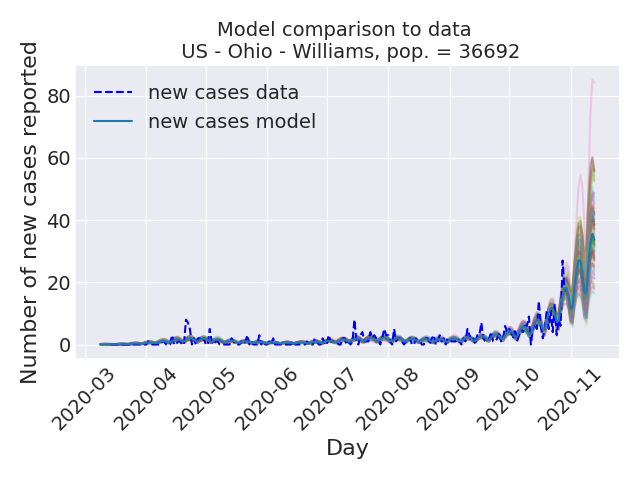 Model comparison to data
US - Ohio - Williams, pop. = 36692
Number of new cases reported
80
60
40
20
0
new cases data
new cases model
2020-03
2020-04
2020-05
2020-06
2020-07
2020-08
2020-09
2020-10
2020-11
Day